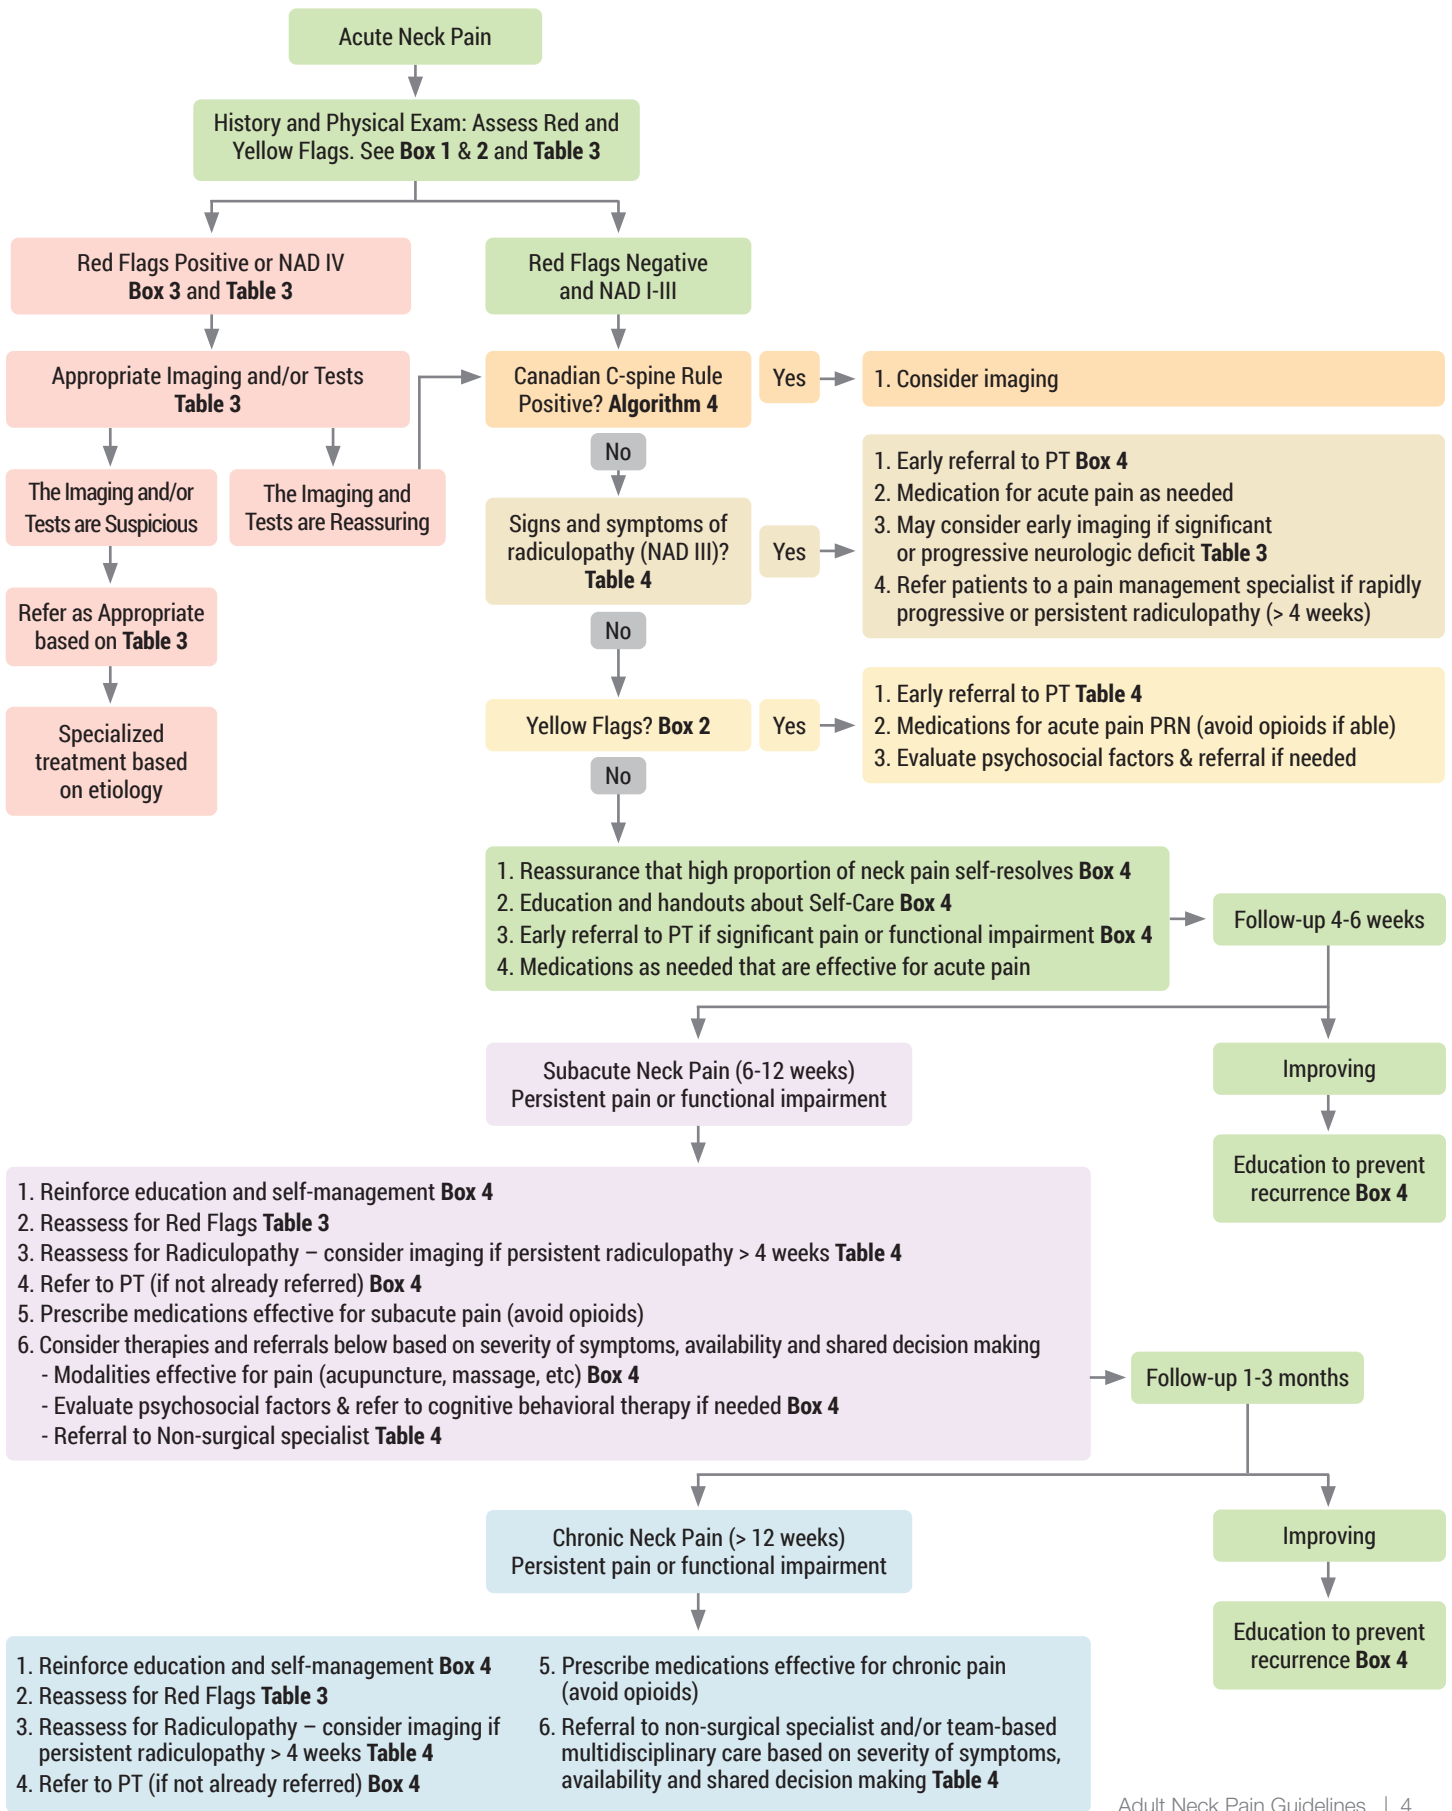 Acute Neck Pain
History and Physical Exam: Assess Red and
Yellow Flags. See Box 1 & 2 and Table 3
Red Flags Positive or NAD IV
Box 3 and Table 3
Red Flags Negative
and NAD I-III
Appropriate Imaging and/or Tests
Table 3
Canadian C-spine Rule
Positive? Algorithm 4
Yes
1. Consider imaging
No
The Imaging and/or
Tests are Suspicious
The Imaging and
Tests are Reassuring
Signs and symptoms of
radiculopathy (NAD III)?
Table 4
Yes
1. Early referral to PT Box 4
2. Medication for acute pain as needed
3. May consider early imaging if significant
or progressive neurologic deficit Table 3
4. Refer patients to a pain management specialist if rapidly
progressive or persistent radiculopathy (> 4 weeks)
Refer as Appropriate
based on Table 3
No
Specialized
treatment based
on etiology
Yellow Flags? Box 2
Yes
1. Early referral to PT Table 4
2. Medications for acute pain PRN (avoid opioids if able)
3. Evaluate psychosocial factors & referral if needed
No
1. Reassurance that high proportion of neck pain self-resolves Box 4
2. Education and handouts about Self-Care Box 4
3. Early referral to PT if significant pain or functional impairment Box 4
4. Medications as needed that are effective for acute pain
Follow-up 4-6 weeks
Subacute Neck Pain (6-12 weeks)
Persistent pain or functional impairment
Improving
Education to prevent
recurrence Box 4
1. Reinforce education and self-management Box 4
2. Reassess for Red Flags Table 3
3. Reassess for Radiculopathy – consider imaging if persistent radiculopathy > 4 weeks Table 4
4. Refer to PT (if not already referred) Box 4
5. Prescribe medications effective for subacute pain (avoid opioids)
6. Consider therapies and referrals below based on severity of symptoms, availability and shared decision making
- Modalities effective for pain (acupuncture, massage, etc) Box 4
- Evaluate psychosocial factors & refer to cognitive behavioral therapy if needed Box 4
- Referral to Non-surgical specialist Table 4
Follow-up 1-3 months
Chronic Neck Pain (> 12 weeks)
Persistent pain or functional impairment
Improving
Education to prevent
recurrence Box 4
1. Reinforce education and self-management Box 4
2. Reassess for Red Flags Table 3
3. Reassess for Radiculopathy – consider imaging if
persistent radiculopathy > 4 weeks Table 4
4. Refer to PT (if not already referred) Box 4
5. Prescribe medications effective for chronic pain
(avoid opioids)
6. Referral to non-surgical specialist and/or team-based
multidisciplinary care based on severity of symptoms,
availability and shared decision making Table 4
Adult Neck Pain Guidelines | 4